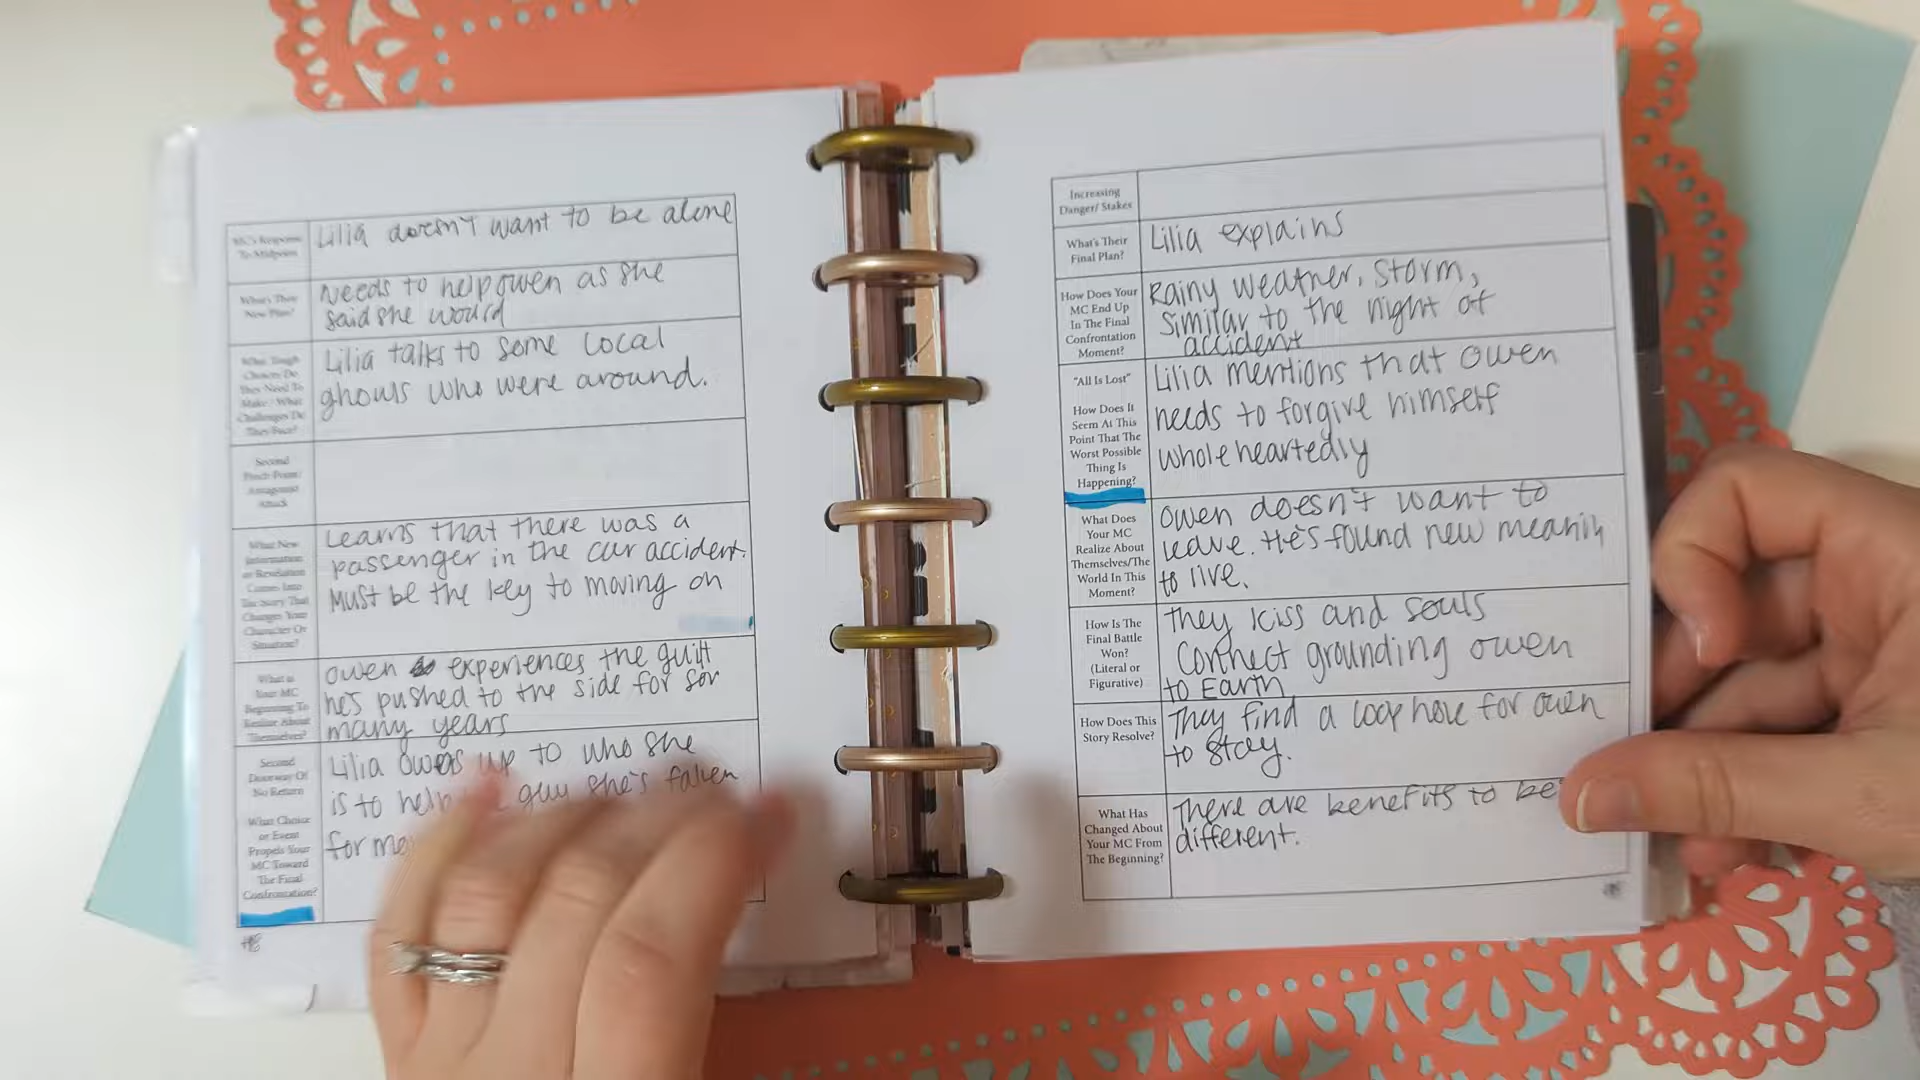 MC's Response
To Midpoint
Lilia doesn't want to be alone
What's Their
New Plan?
Needs to help owen as she
said she would
What Tough
Choices Do
They Need To
Make / What
Challenges Do
They Face?
Lilia talks to some local
ghouls who were around.
Second
Pinch Point/
Antagonist
Attack
What New
Information
or Revelation
Comes Into
The Story That
Changes Your
Character Or
Situation?
Learns that there was a
passenger in the car accident.
Must be the key to moving on
What is
Your MC
Beginning To
Realize About
Themselves?
owen experiences the guilt
he's pushed to the side for sor
many years
Second
Doorway Of
No Return
What Choice
or Event
Propels Your
MC Toward
The Final
Confrontation?
Lilia owns up to who she
is to help guy she's fallen
for
Increasing
Danger/ Stakes
What's Their
Final Plan?
Lilia explains
How Does Your
MC End Up
In The Final
Confrontation
Moment?
Rainy weather, storm,
similar to the night of
accident
"All Is Lost"
How Does It
Seem At This
Point That The
Worst Possible
Thing Is
Happening?
Lilia mentions that owen
needs to forgive himself
whole heartedly
What Does
Your MC
Realize About
Themselves/The
World In This
Moment?
Owen doesn't want to
leave. He's found new meanin
to live.
How Is The
Final Battle
Won?
(Literal or
Figurative)
They kiss and souls
connect grounding owen
to Earth
How Does This
Story Resolve?
They find a loop hole for owen
to stay.
What Has
Changed About
Your MC From
The Beginning?
There are benefits to be
different.